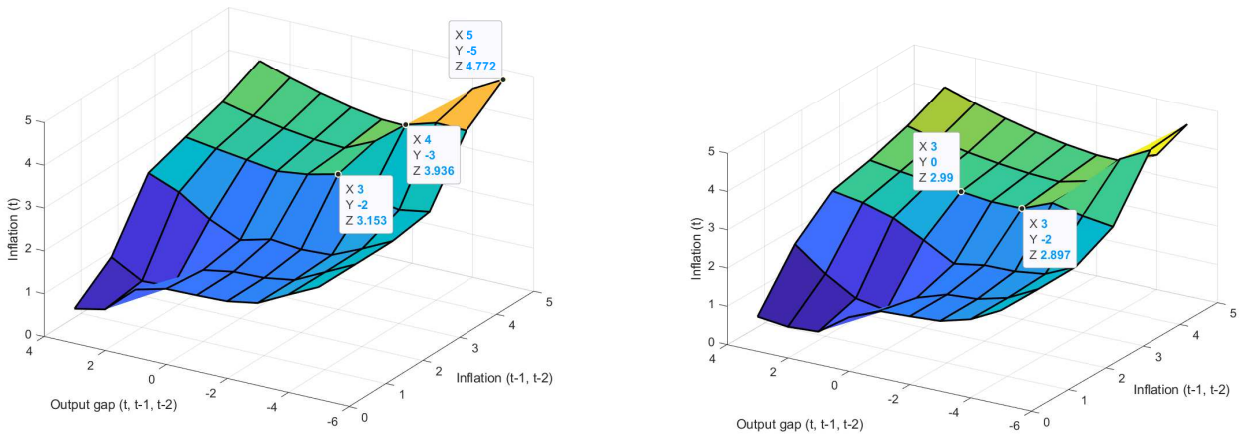 X 5
Y -5
Z 4.772
X 4
Y -3
Z 3.936
X 3
Y -2
Z 3.153
5
4
3
2
1
0
Inflation (t)
4
2
0
-2
-4
-6
Output gap (t, t-1, t-2)
0
1
2
3
4
5
Inflation (t-1, t-2)
X 3
Y 0
Z 2.99
X 3
Y -2
Z 2.897
5
4
3
2
1
0
Inflation (t)
4
2
0
-2
-4
-6
Output gap (t, t-1, t-2)
0
1
2
3
4
5
Inflation (t-1, t-2)